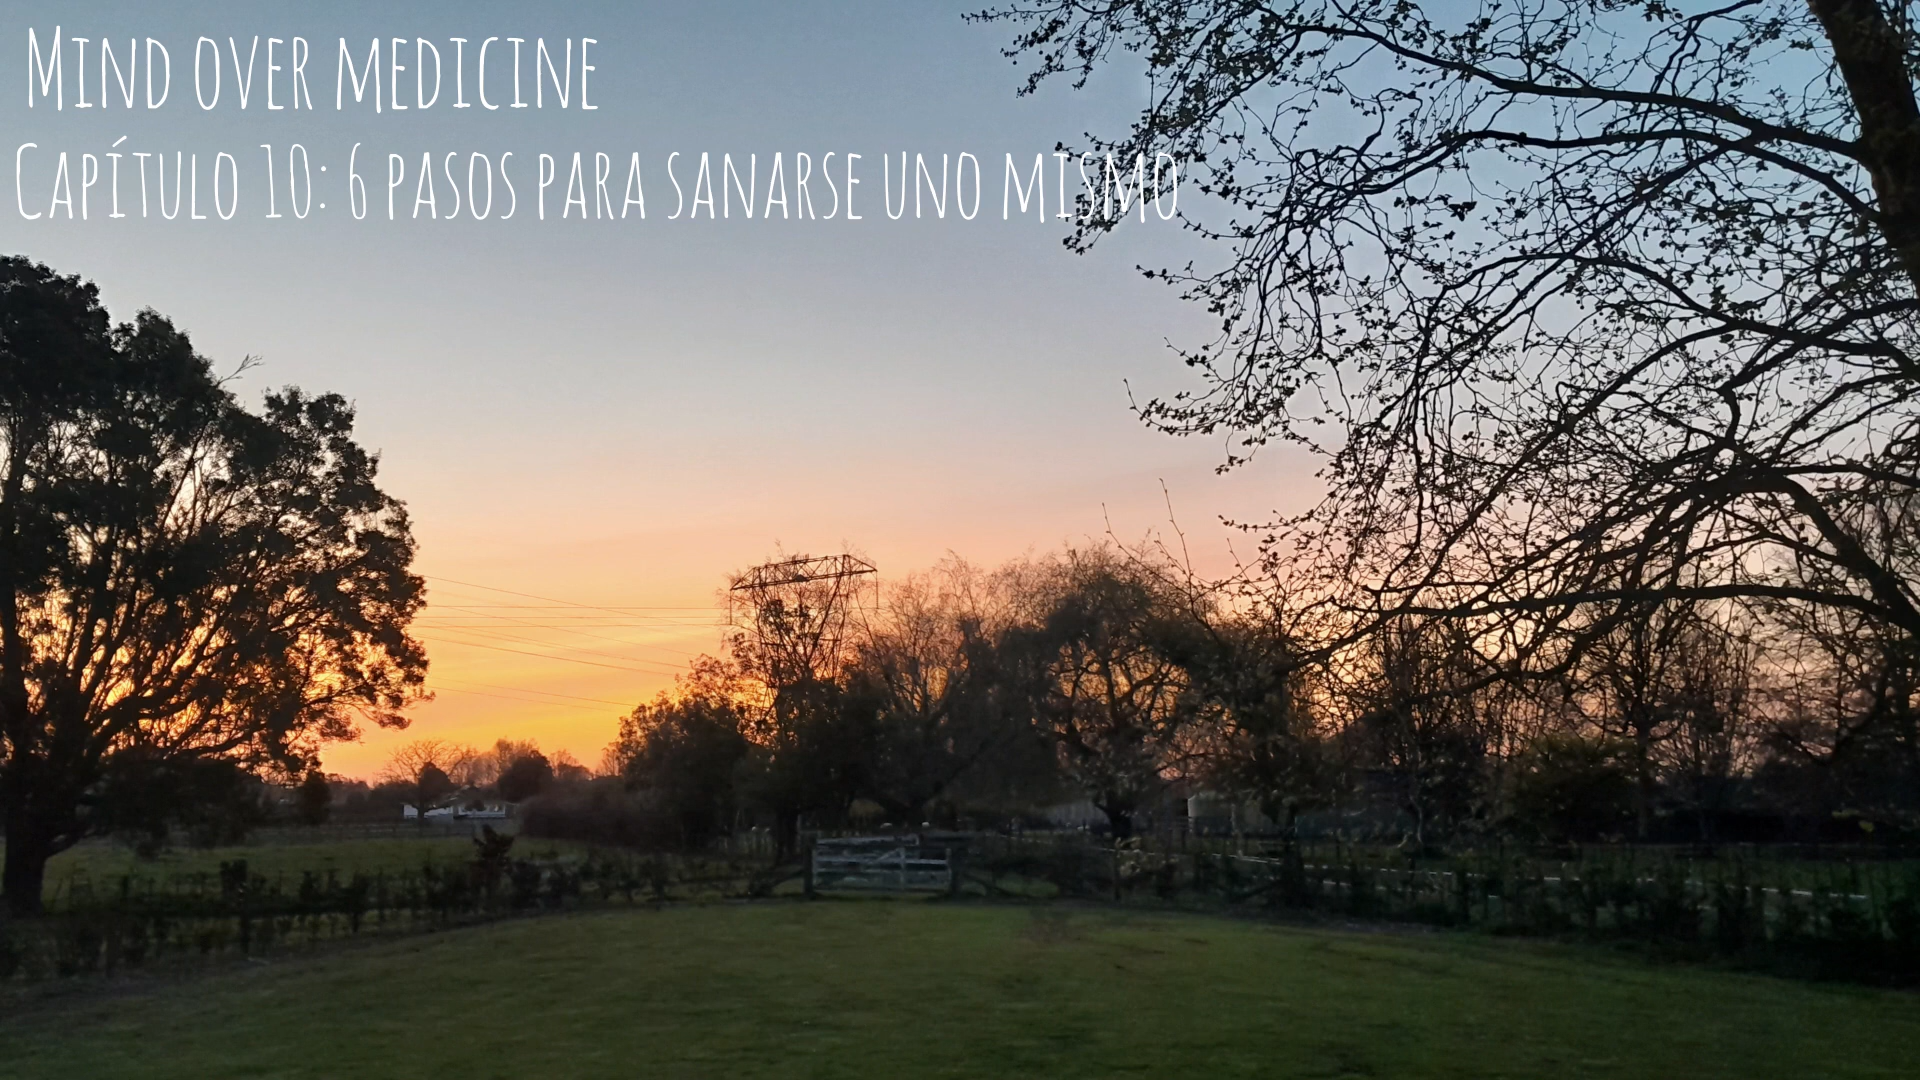 Mind over medicine
Capítulo 10: 6 pasos para sanarse uno mismo